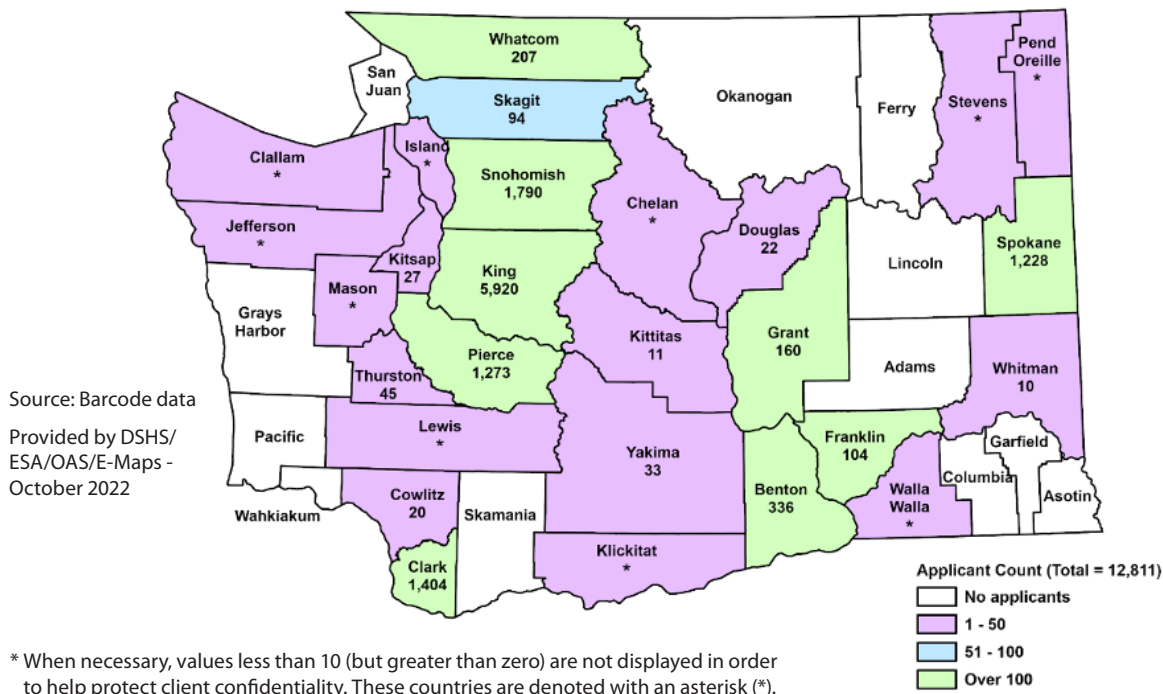 Whatcom
207
San
Juan
Skagit
94
Okanogan
Ferry
Stevens
*
Pend
Oreille
*
Clallam
*
Island
*
Snohomish
1,790
Chelan
*
Douglas
22
Jefferson
*
Kitsap
27
King
5,920
Lincoln
Spokane
1,228
Mason
*
Grays
Harbor
Kittitas
11
Grant
160
Pierce
1,273
Adams
Whitman
10
Thurston
45
Source: Barcode data
Provided by DSHS/
ESA/OAS/E-Maps -
October 2022
Pacific
Lewis
*
Yakima
33
Franklin
104
Garfield
Columbia
Asotin
Wahkiakum
Cowlitz
20
Skamania
Benton
336
Walla
Walla
*
Clark
1,404
Klickitat
*
Applicant Count (Total = 12,811)
No applicants
1 - 50
51 - 100
Over 100
* When necessary, values less than 10 (but greater than zero) are not displayed in order
to help protect client confidentiality. These countries are denoted with an asterisk (*).